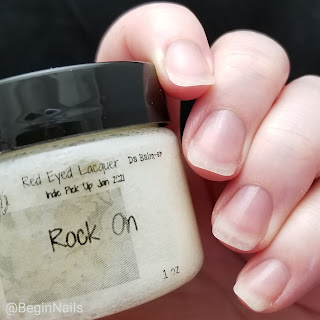 Red Eyed Lacquer Da Balm-er
Indie Pick Up Jan 2021
Rock On
1 oz
@BeginNails